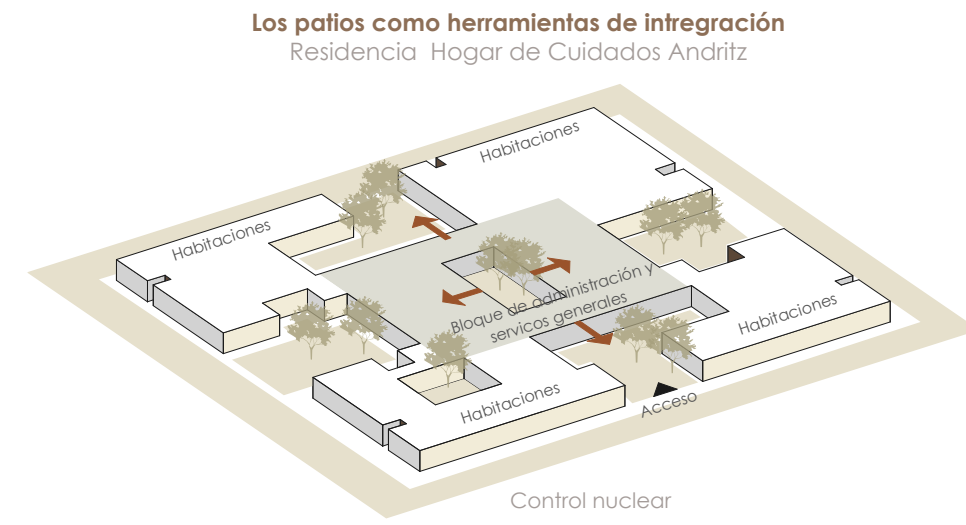 Los patios como herramientas de intregración
Residencia Hogar de Cuidados Andritz
Habitaciones
Habitaciones
Bloque de administración y
servicos generales
Habitaciones
Habitaciones
Acceso
Control nuclear